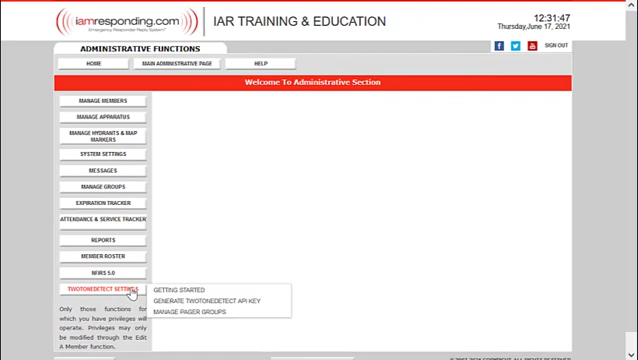 iamresponding.com
Emergency Responder Reply System
IAR TRAINING & EDUCATION
12:31:47
Thursday,June 17, 2021
ADMINISTRATIVE FUNCTIONS
SIGN OUT
HOME
MAIN ADMINISTRATIVE PAGE
HELP
Welcome To Administrative Section
MANAGE MEMBERS
MANAGE APPARATUS
MANAGE HYDRANTS & MAP
MARKERS
SYSTEM SETTINGS
MESSAGES
MANAGE GROUPS
EXPIRATION TRACKER
ATTENDANCE & SERVICE TRACKER
REPORTS
MEMBER ROSTER
NFIRS 5.0
TWOTONEDETECT SETTINGS
GETTING STARTED
GENERATE TWOTONEDETECT API KEY
MANAGE PAGER GROUPS
Only those functions for
which you have privileges will
operate. Privileges may only
be modified through the Edit
A Member function.